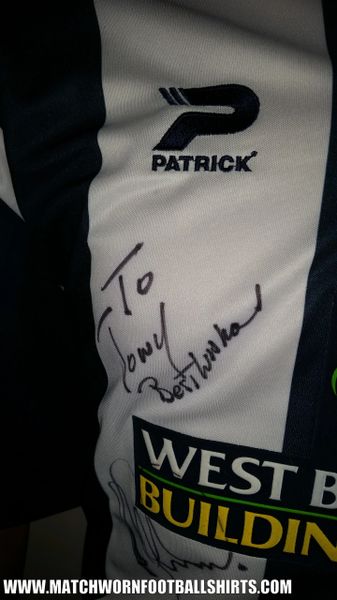 PATRICK
To
Tony
Best Wishes
WEST B
BUILDIN
WWW.MATCHWORNFOOTBALLSHIRTS.COM